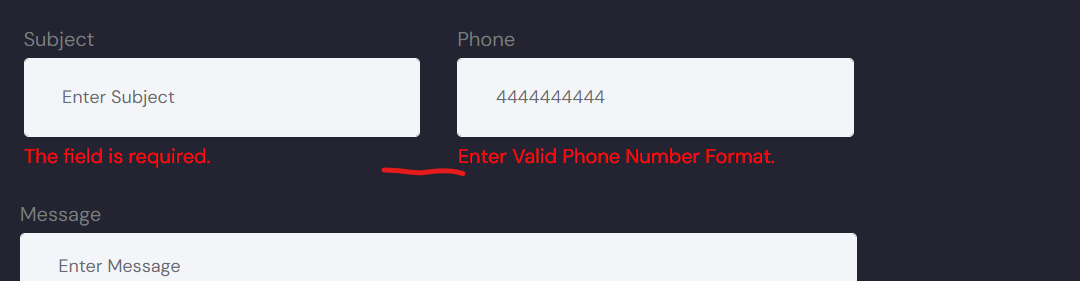 Subject
Phone
Enter Subject
4444444444
The field is required.
Enter Valid Phone Number Format.
Message
Enter Message